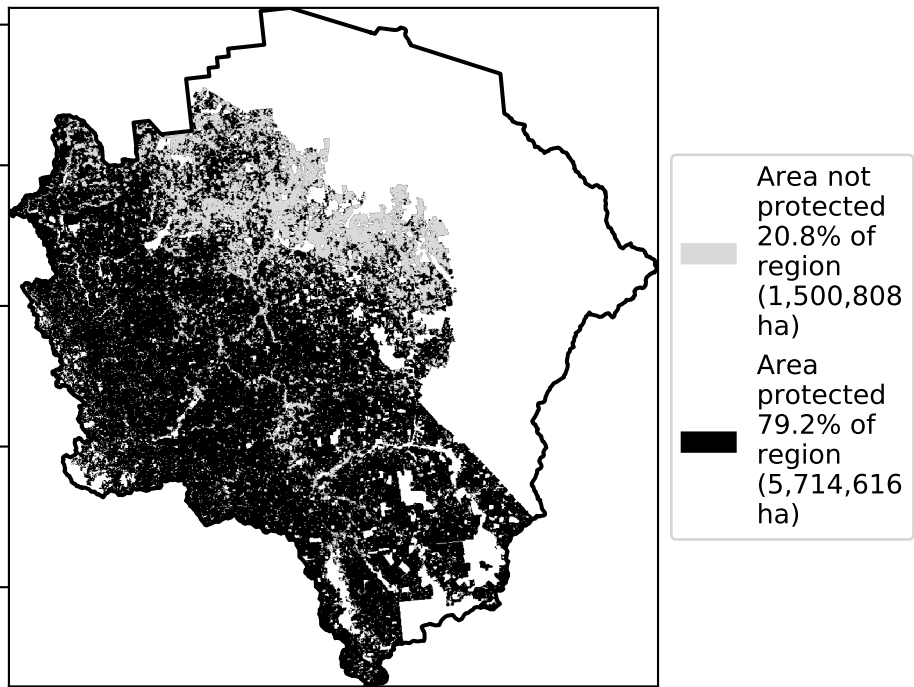 Area not
protected
20.8% of
region
(1,500,808
ha)
Area
protected
79.2% of
region
(5,714,616
ha)